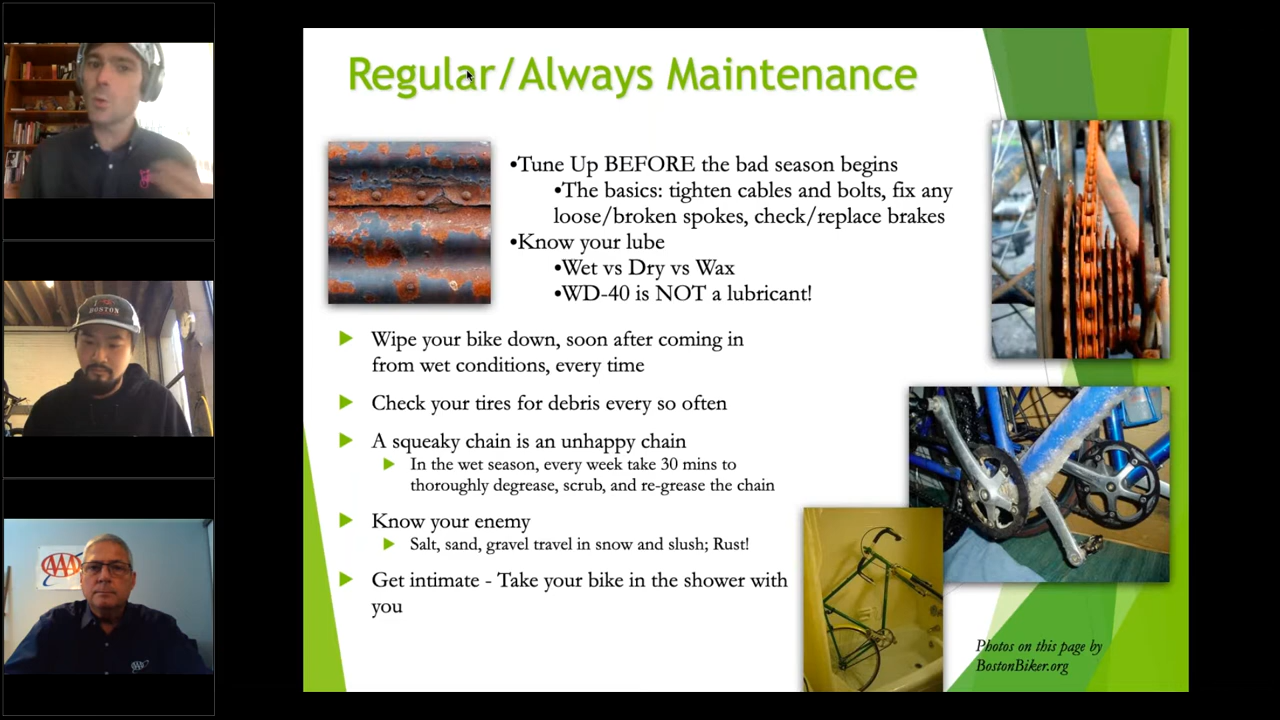 Regular/Always Maintenance
•Tune Up BEFORE the bad season begins
•The basics: tighten cables and bolts, fix any
loose/broken spokes, check/replace brakes
•Know your lube
•Wet vs Dry vs Wax
•WD-40 is NOT a lubricant!
Wipe your bike down, soon after coming in
from wet conditions, every time
Check your tires for debris every so often
A squeaky chain is an unhappy chain
In the wet season, every week take 30 mins to
thoroughly degrease, scrub, and re-grease the chain
Know your enemy
Salt, sand, gravel travel in snow and slush; Rust!
Get intimate - Take your bike in the shower with
you
Photos on this page by
BostonBiker.org
BOSTON
AAA
AAA